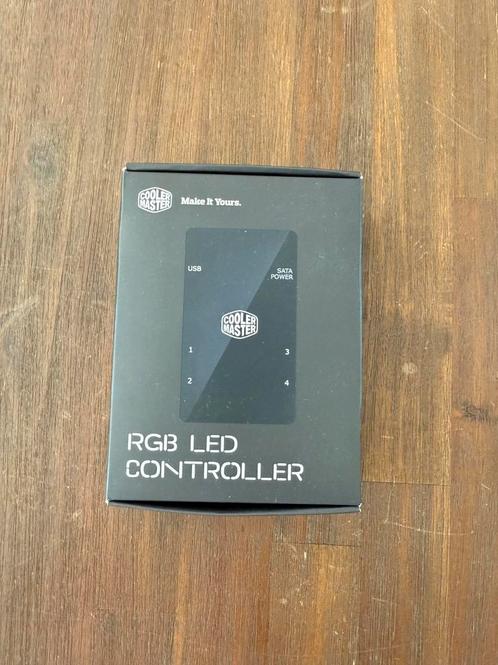 COOLER
MASTER
Make It Yours.
USB
SATA
POWER
COOLER
MASTER
1
3
2
4
RGB LED
CONTROLLER